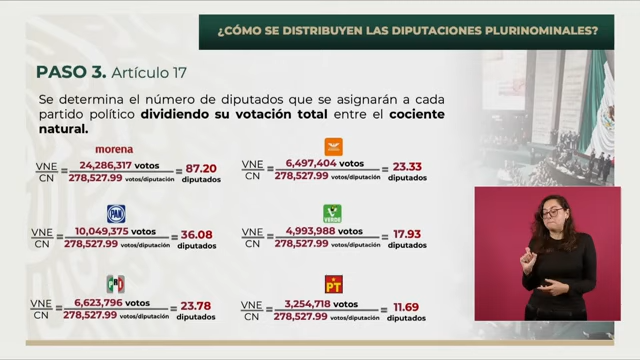 ¿CÓMO SE DISTRIBUYEN LAS DIPUTACIONES PLURINOMINALES?
PASO 3. Artículo 17
Se determina el número de diputados que se asignarán a cada
partido político dividiendo su votación total entre el cociente
natural.
morena
VNE/CN = 24,286,317 votos / 278,527.99 votos/diputación = 87.20 diputados
VNE/CN = 6,497,404 votos / 278,527.99 votos/diputación = 23.33 diputados
PAN
VNE/CN = 10,049,375 votos / 278,527.99 votos/diputación = 36.08 diputados
VERDE
VNE/CN = 4,993,988 votos / 278,527.99 votos/diputación = 17.93 diputados
PRI
VNE/CN = 6,623,796 votos / 278,527.99 votos/diputación = 23.78 diputados
PT
VNE/CN = 3,254,718 votos / 278,527.99 votos/diputación = 11.69 diputados